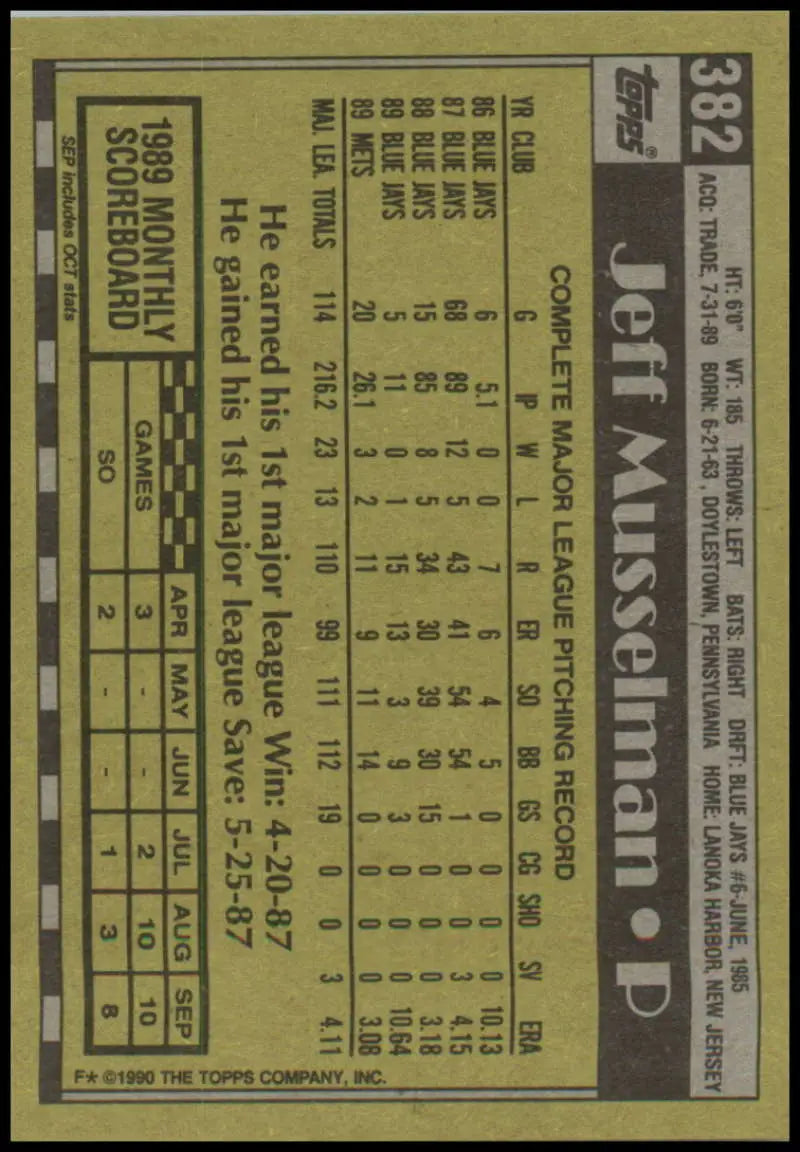 382
HT: 6'0" WT: 185 THROWS: LEFT BATS: RIGHT DRFT: BLUE JAYS #6-JUNE, 1985
ACQ: TRADE, 7-31-89 BORN: 6-21-63, DOYLESTOWN, PENNSYLVANIA HOME: LANOKA HARBOR, NEW JERSEY
TOPPS®
Jeff Musselman • P
COMPLETE MAJOR LEAGUE PITCHING RECORD
YR CLUB G IP W L R ER SO BB GS CG SHO SV ERA
86 BLUE JAYS 6 5.1 0 0 7 6 4 5 0 0 0 0 10.13
87 BLUE JAYS 68 89 12 5 43 41 54 54 1 0 0 3 4.15
88 BLUE JAYS 15 85 8 5 34 30 39 30 15 0 0 0 3.18
89 BLUE JAYS 5 11 0 1 15 13 3 9 3 0 0 0 10.64
89 METS 20 26.1 3 2 11 9 11 14 0 0 0 0 3.08
MAJ. LEA. TOTALS 114 216.2 23 13 110 99 111 112 19 0 0 3 4.11
He earned his 1st major league Win: 4-20-87
He gained his 1st major league Save: 5-25-87
1989 MONTHLY
SCOREBOARD
APR MAY JUN JUL AUG SEP
GAMES 3 - - 2 10 10
SO 2 - - 1 3 8
SEP includes OCT stats
F* ©1990 THE TOPPS COMPANY, INC.